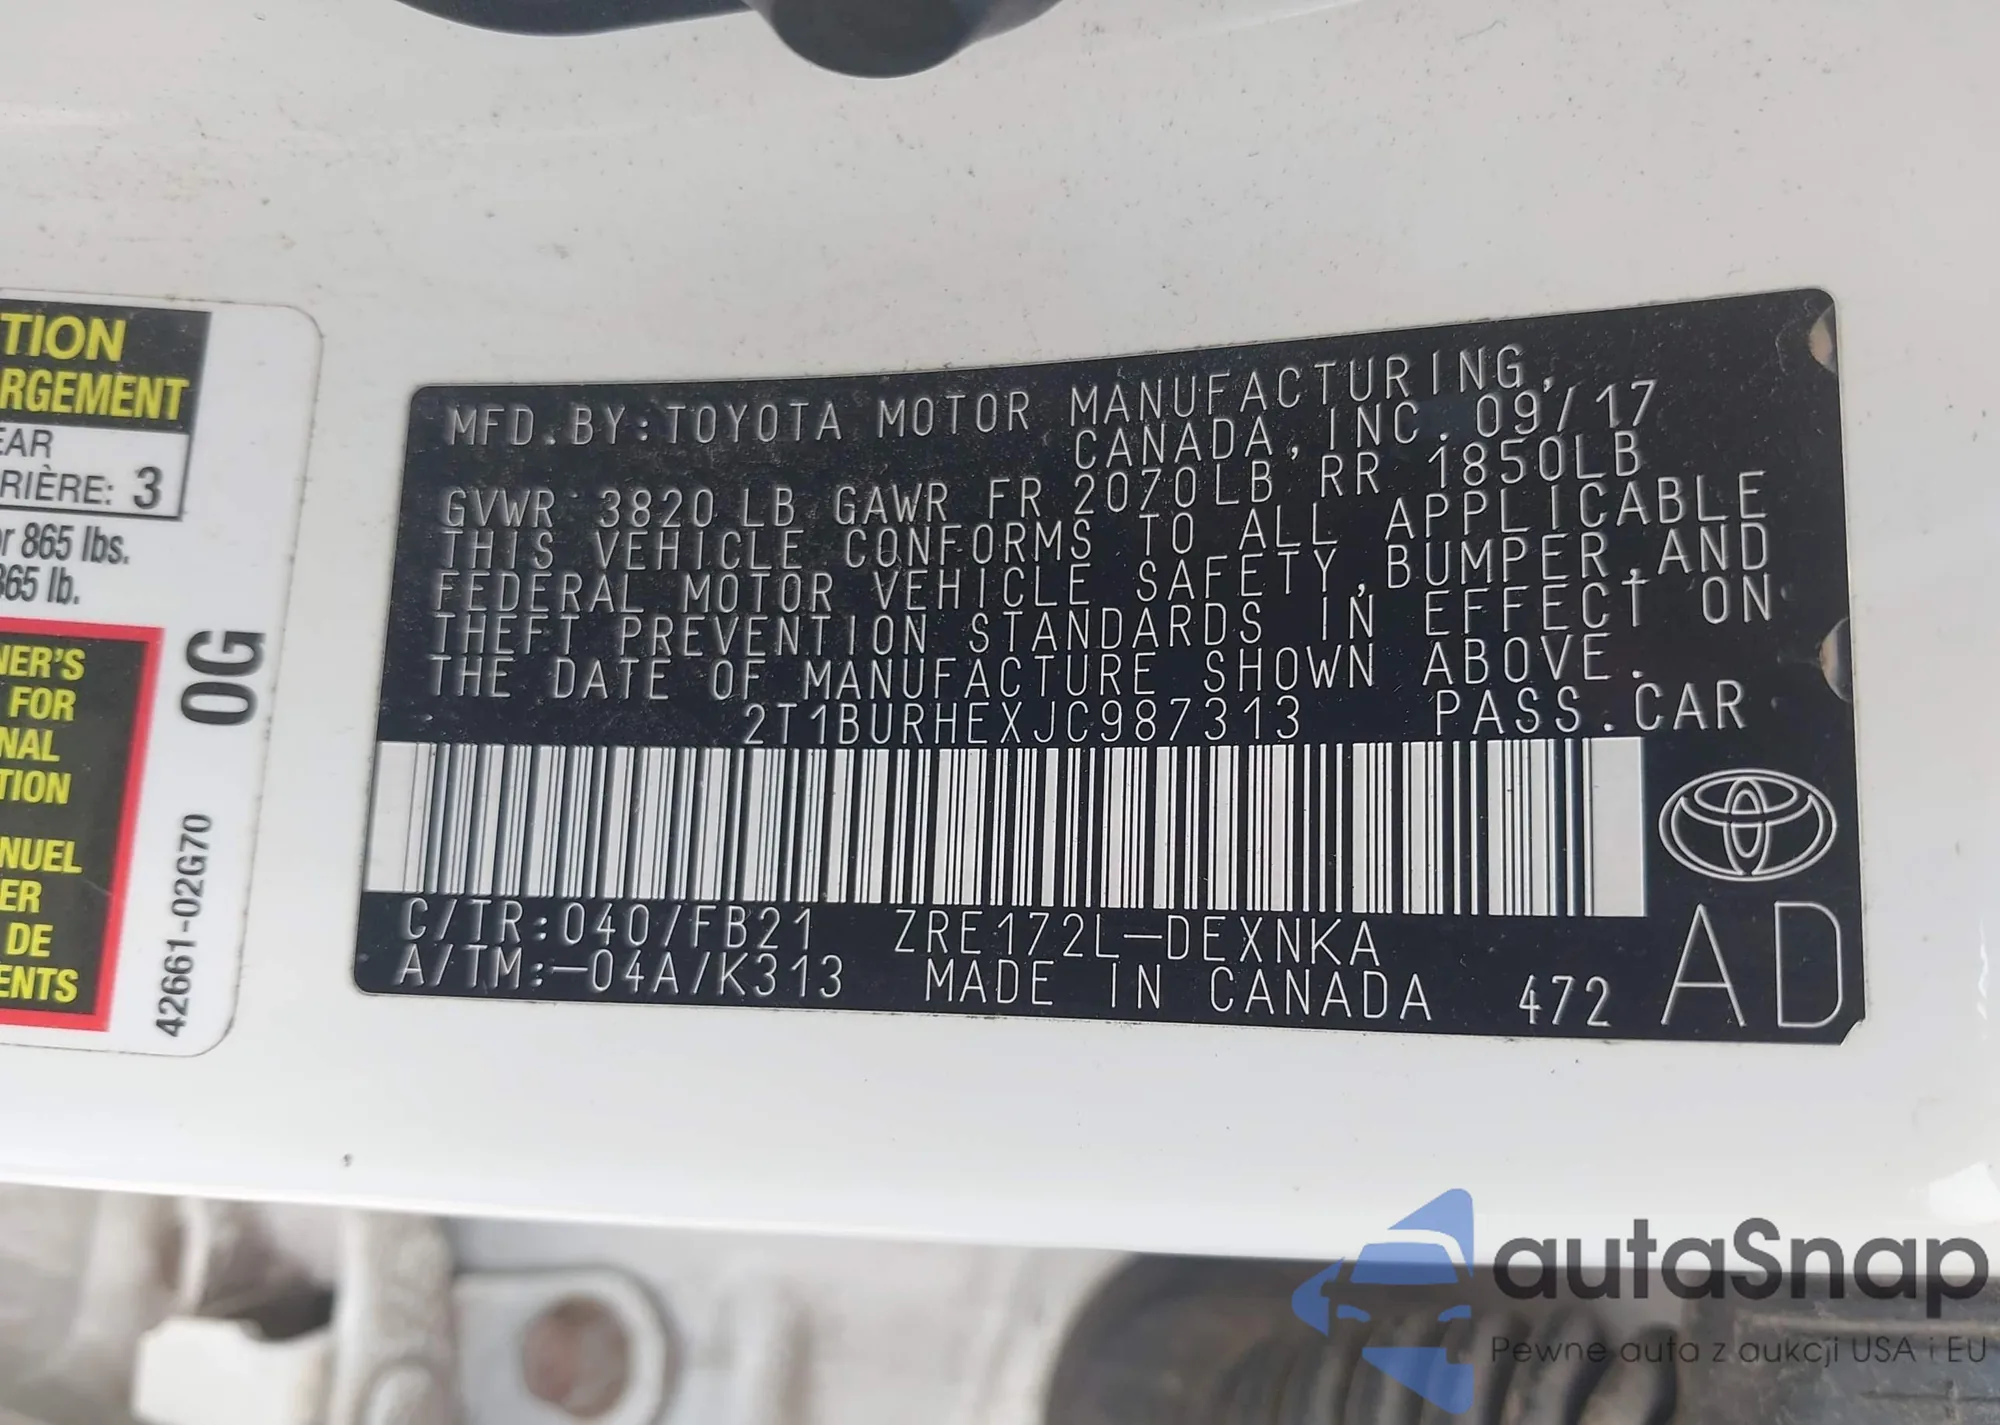 TION
RGEMENT
EAR
RIÈRE: 3
or 865 lbs.
865 lb.
NER'S
FOR
NAL
TION
NUEL
ER
DE
ENTS
0G
42661-02G70
MFD.BY:TOYOTA MOTOR MANUFACTURING,
CANADA, INC. 09/17
GVWR 3820 LB GAWR FR 2070LB RR 1850LB
THIS VEHICLE CONFORMS TO ALL APPLICABLE
FEDERAL MOTOR VEHICLE SAFETY,BUMPER,AND
THEFT PREVENTION STANDARDS IN EFFECT ON
THE DATE OF MANUFACTURE SHOWN ABOVE.
2T1BURHEXJC987313 PASS.CAR
C/TR:040/FB21 ZRE172L-DEXNKA
A/TM:-04A/K313 MADE IN CANADA 472 AD
autaSnap
Pewne auta z aukcji USA i EU